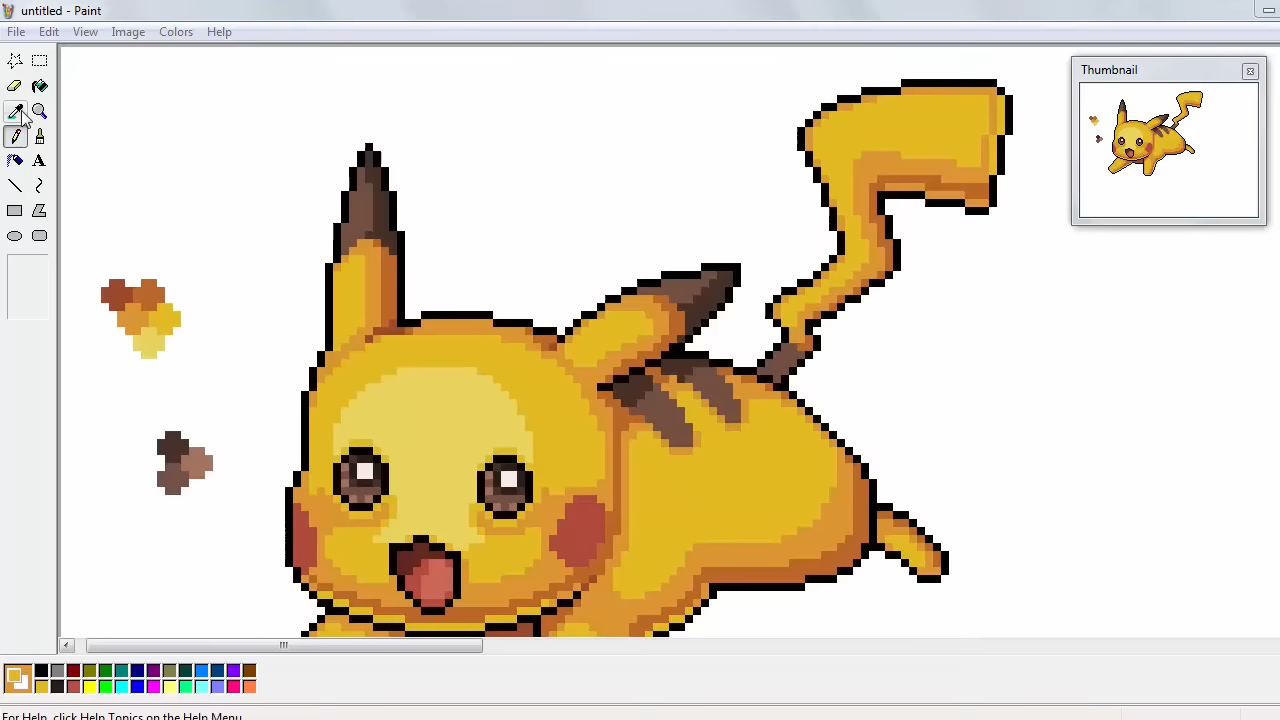 untitled - Paint
File Edit View Image Colors Help
Thumbnail
A
For Help, click Help Topics on the Help Menu.